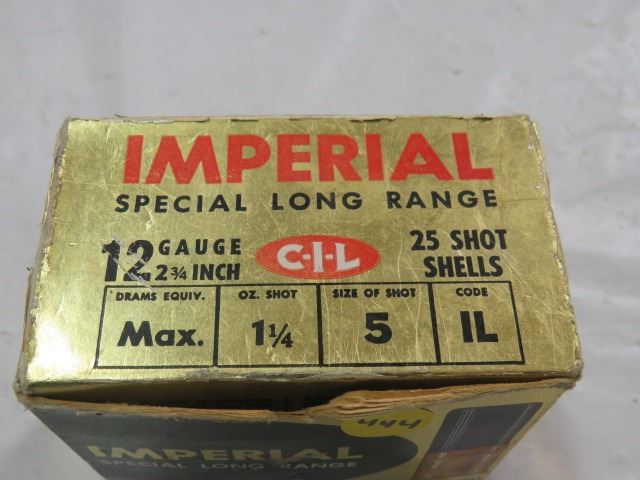 IMPERIAL
SPECIAL LONG RANGE
12 GAUGE 2¾ INCH
C-I-L
25 SHOT SHELLS
DRAMS EQUIV. OZ. SHOT SIZE OF SHOT CODE
Max. 1¼ 5 IL
444
IMPERIAL
SPECIAL LONG RANGE